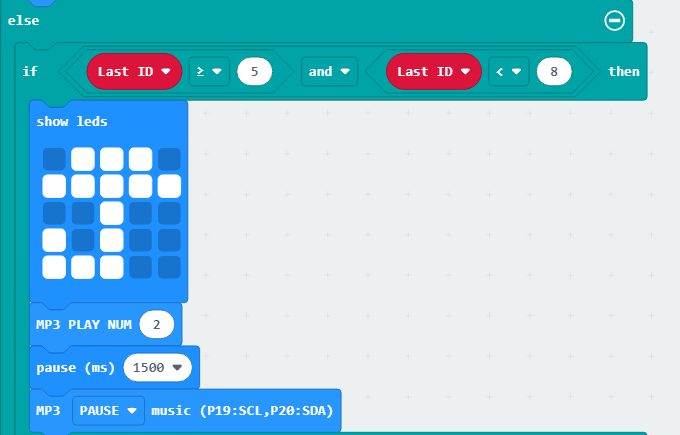 else
if Last ID ≥ 5 and Last ID < 8 then
show leds
MP3 PLAY NUM 2
pause (ms) 1500
MP3 PAUSE music (P19:SCL,P20:SDA)